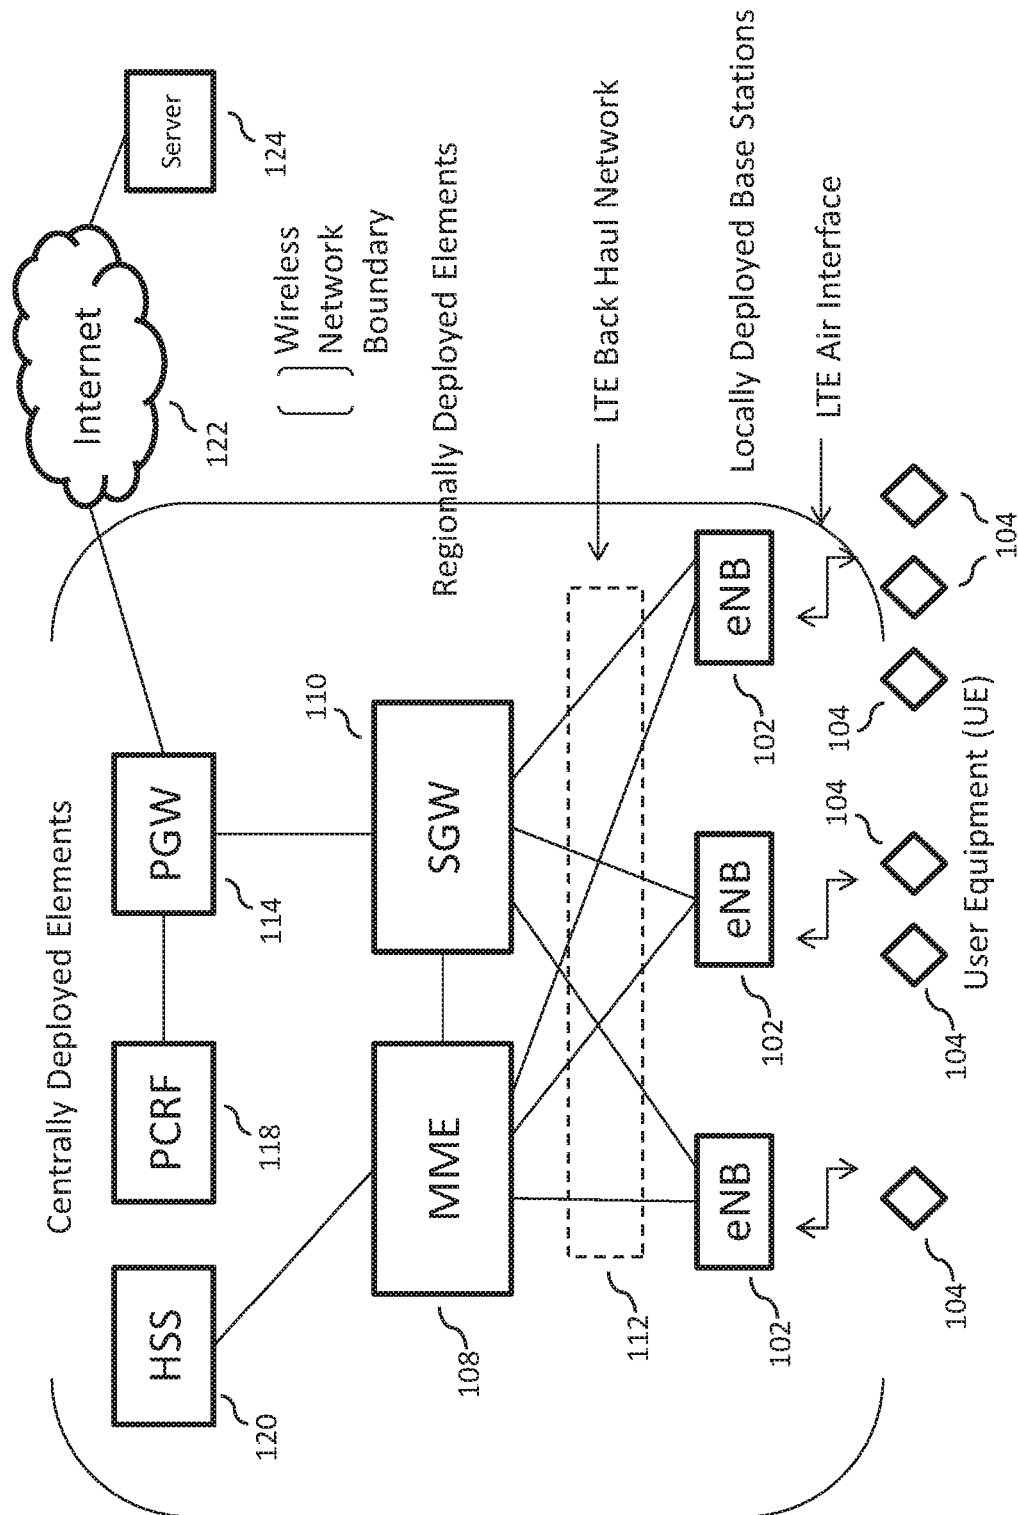 Centrally Deployed Elements
HSS
120
PCRF
118
PGW
114
Internet
122
Server
124
Wireless
Network
Boundary
Regionally Deployed Elements
MME
108
SGW
110
LTE Back Haul Network
112
Locally Deployed Base Stations
eNB
102
eNB
102
eNB
102
LTE Air Interface
104
104
104
104
104
User Equipment (UE)